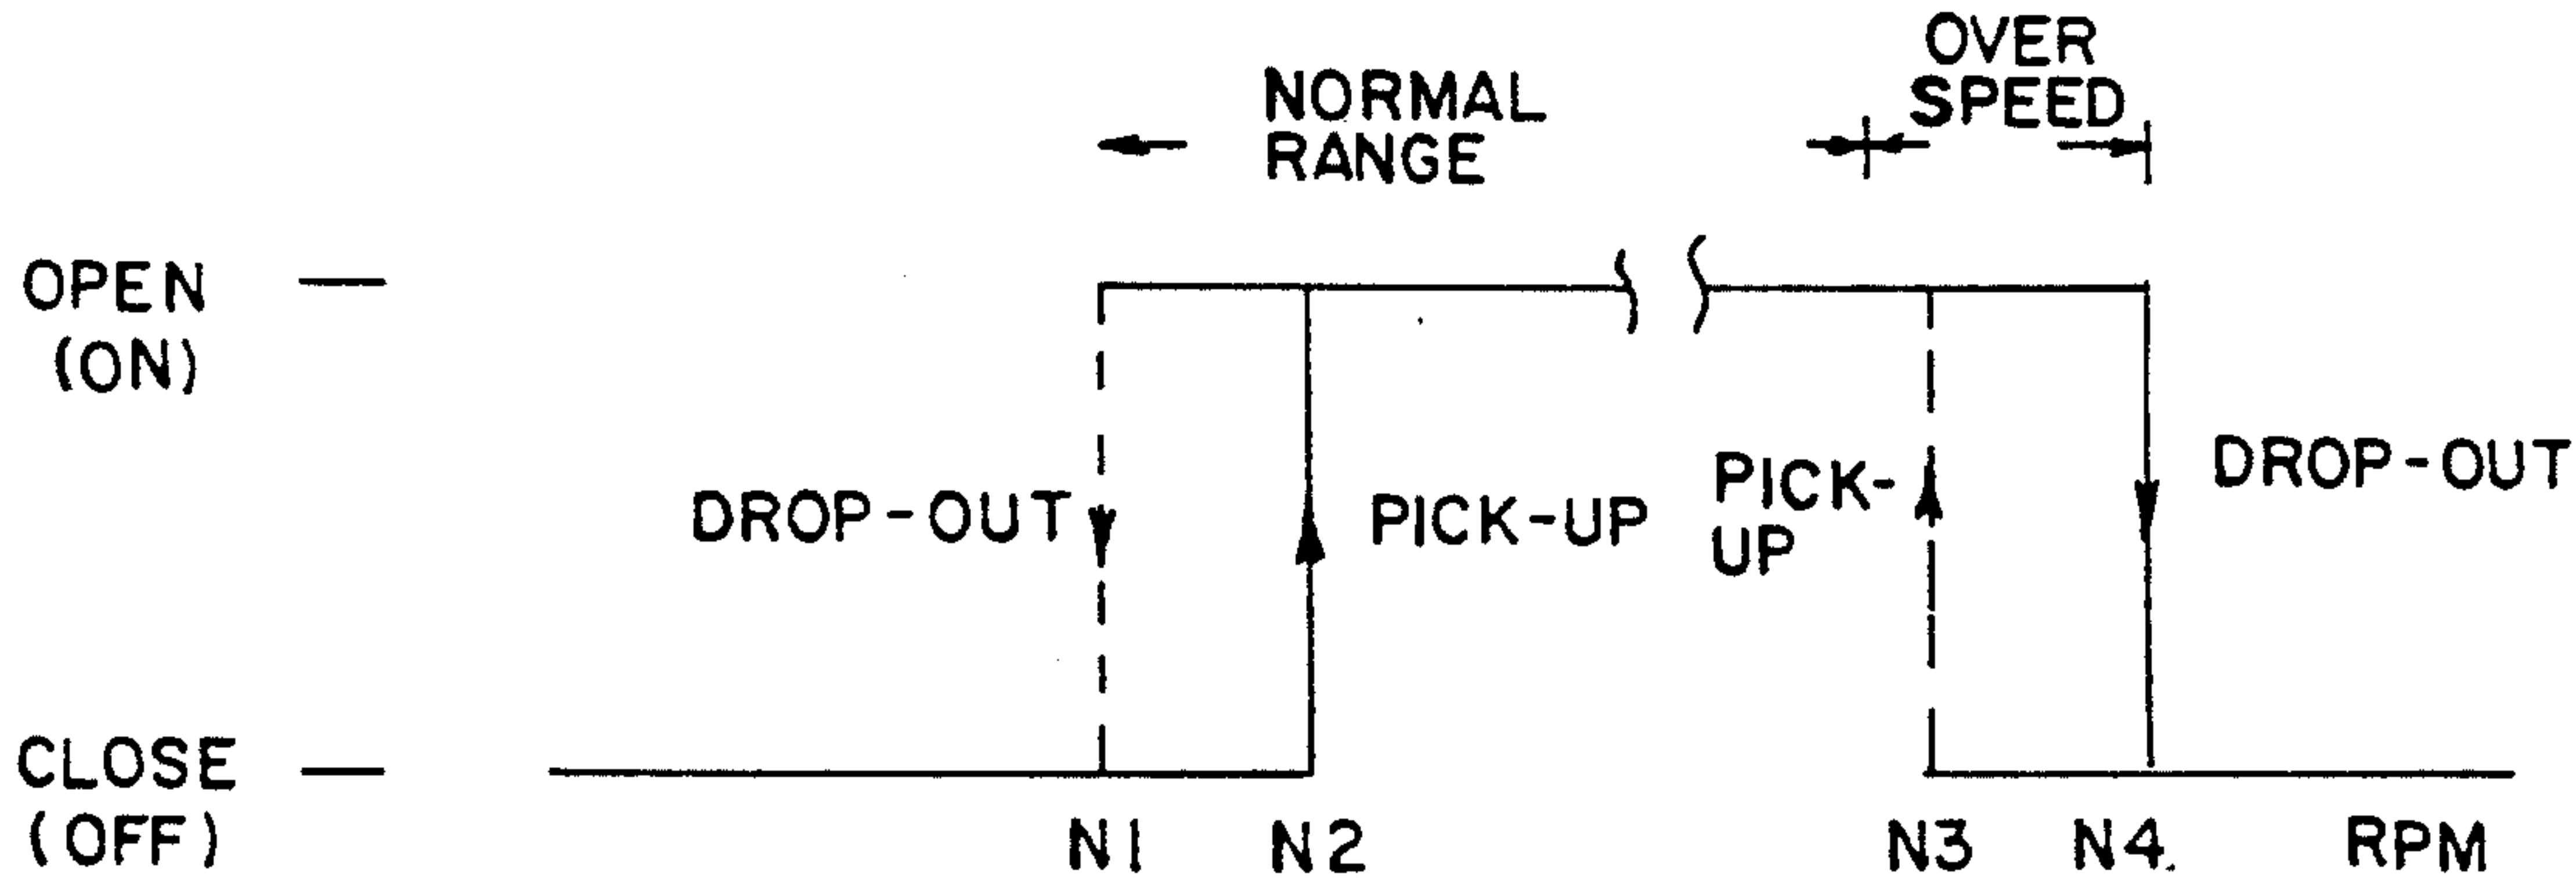 OVER
SPEED
NORMAL
RANGE
OPEN
(ON)
DROP-OUT
PICK-UP
PICK-
UP
DROP-OUT
CLOSE
(OFF)
N1
N2
N3
N4
RPM